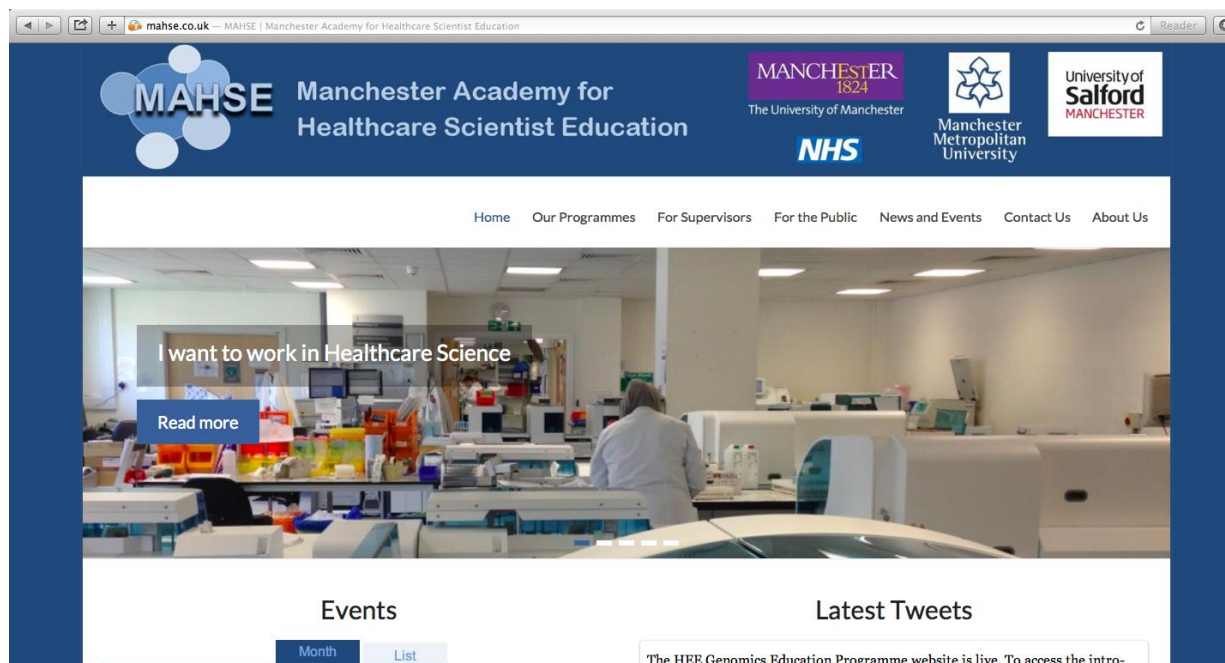 mahse.co.uk — MAHSE | Manchester Academy for Healthcare Scientist Education
Reader
MAHSE
Manchester Academy for
Healthcare Scientist Education
MANCHESTER
1824
The University of Manchester
NHS
Manchester
Metropolitan
University
University of
Salford
MANCHESTER
Home Our Programmes For Supervisors For the Public News and Events Contact Us About Us
I want to work in Healthcare Science
Read more
Events
Month List
Latest Tweets
The HEE Genomics Education Programme website is live. To access the intro-